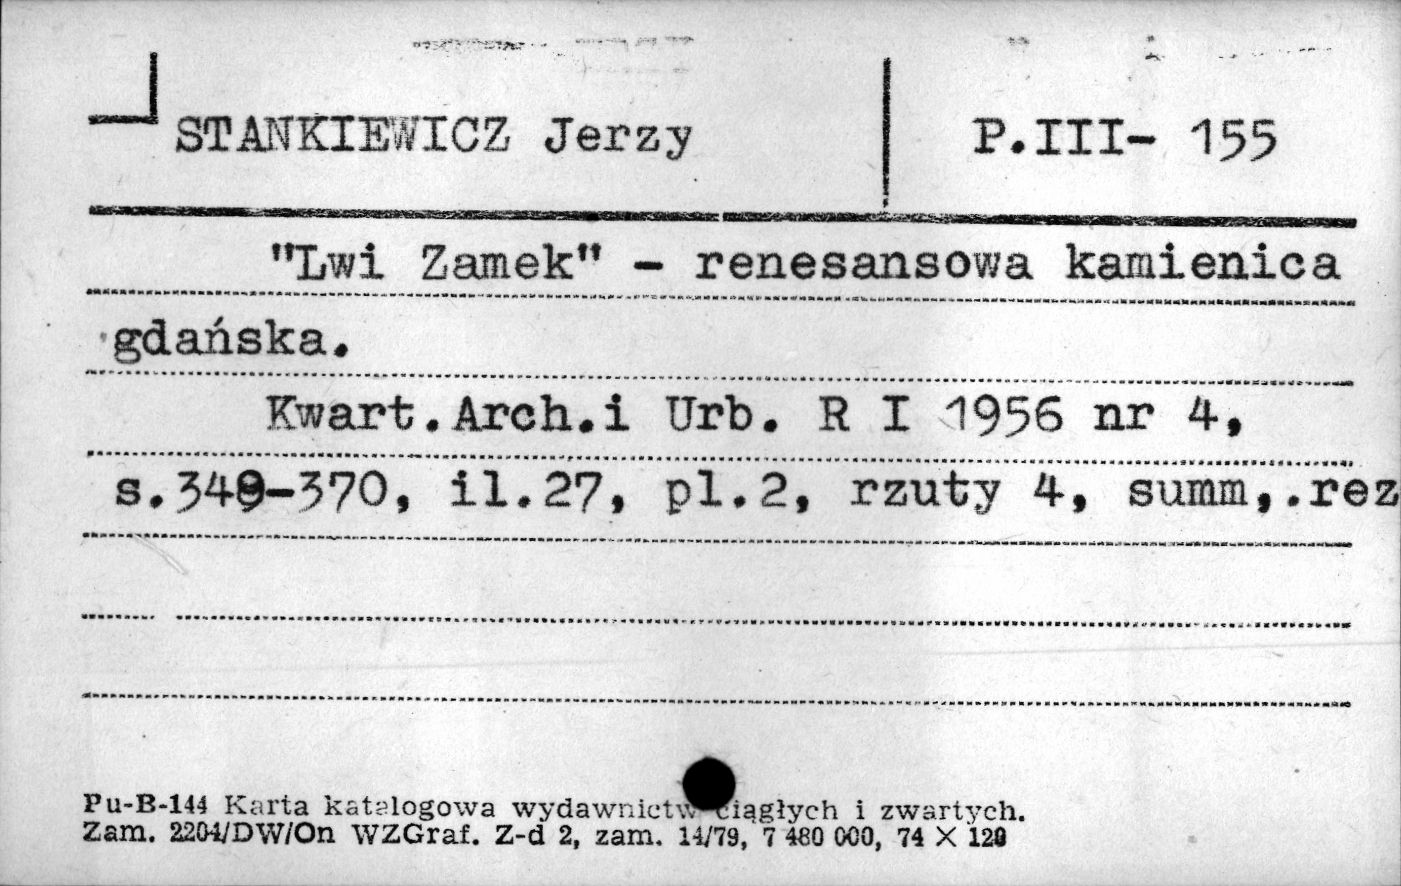 STANKIEWICZ Jerzy P.III- 155
"Lwi Zamek" - renesansowa kamienica
gdańska.
Kwart.Arch.i Urb. R I 1956 nr 4,
s.349-370, il.27, pl.2, rzuty 4, summ,.rez
Pu-B-144 Karta katalogowa wydawnictw ciągłych i zwartych.
Zam. 2204/DW/On WZGraf. Z-d 2, zam. 14/79, 7 480 000, 74 X 120